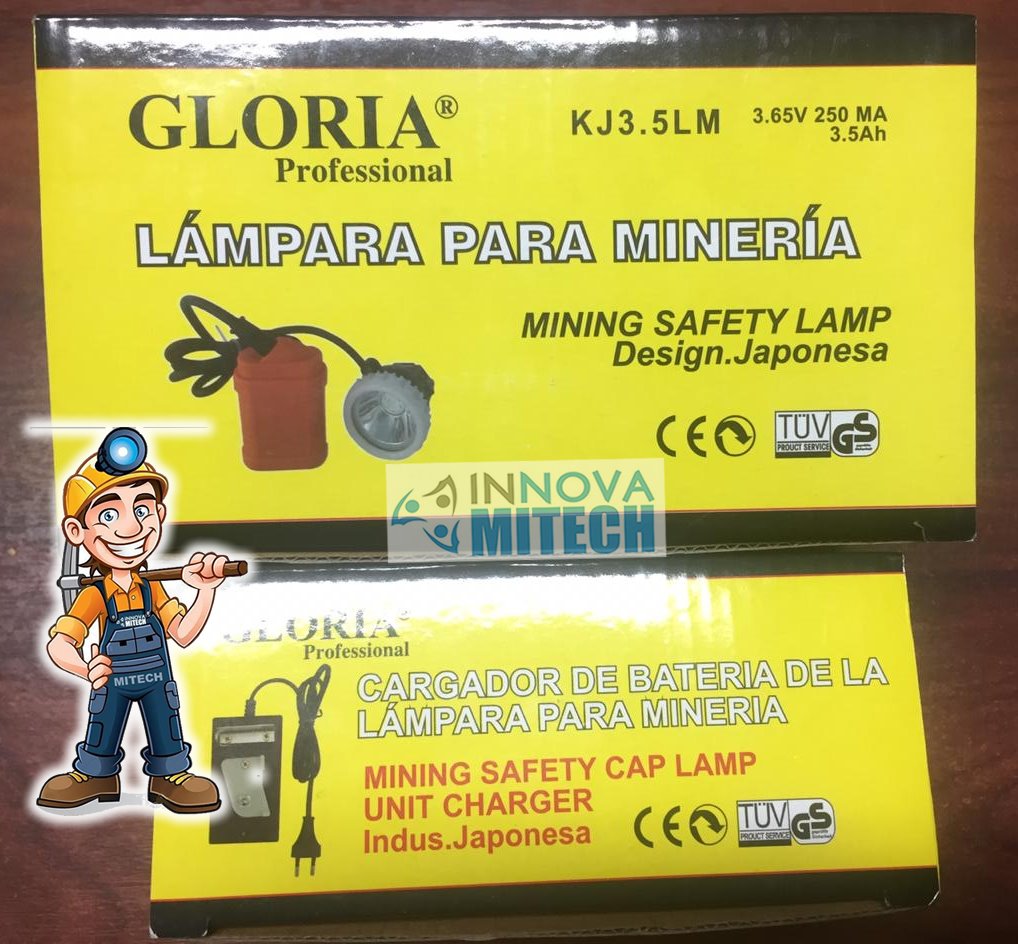 GLORIA®
Professional
KJ3.5LM
3.65V 250 MA
3.5Ah
LÁMPARA PARA MINERÍA
MINING SAFETY LAMP
Design.Japonesa
CE
TÜV
PRODUCT SERVICE
GS
INNOVA
MITECH
INNOVA
MITECH
MITECH
GLORIA®
Professional
CARGADOR DE BATERIA DE LA
LÁMPARA PARA MINERIA
MINING SAFETY CAP LAMP
UNIT CHARGER
Indus.Japonesa
CE
TÜV
PRODUCT SERVICE
GS